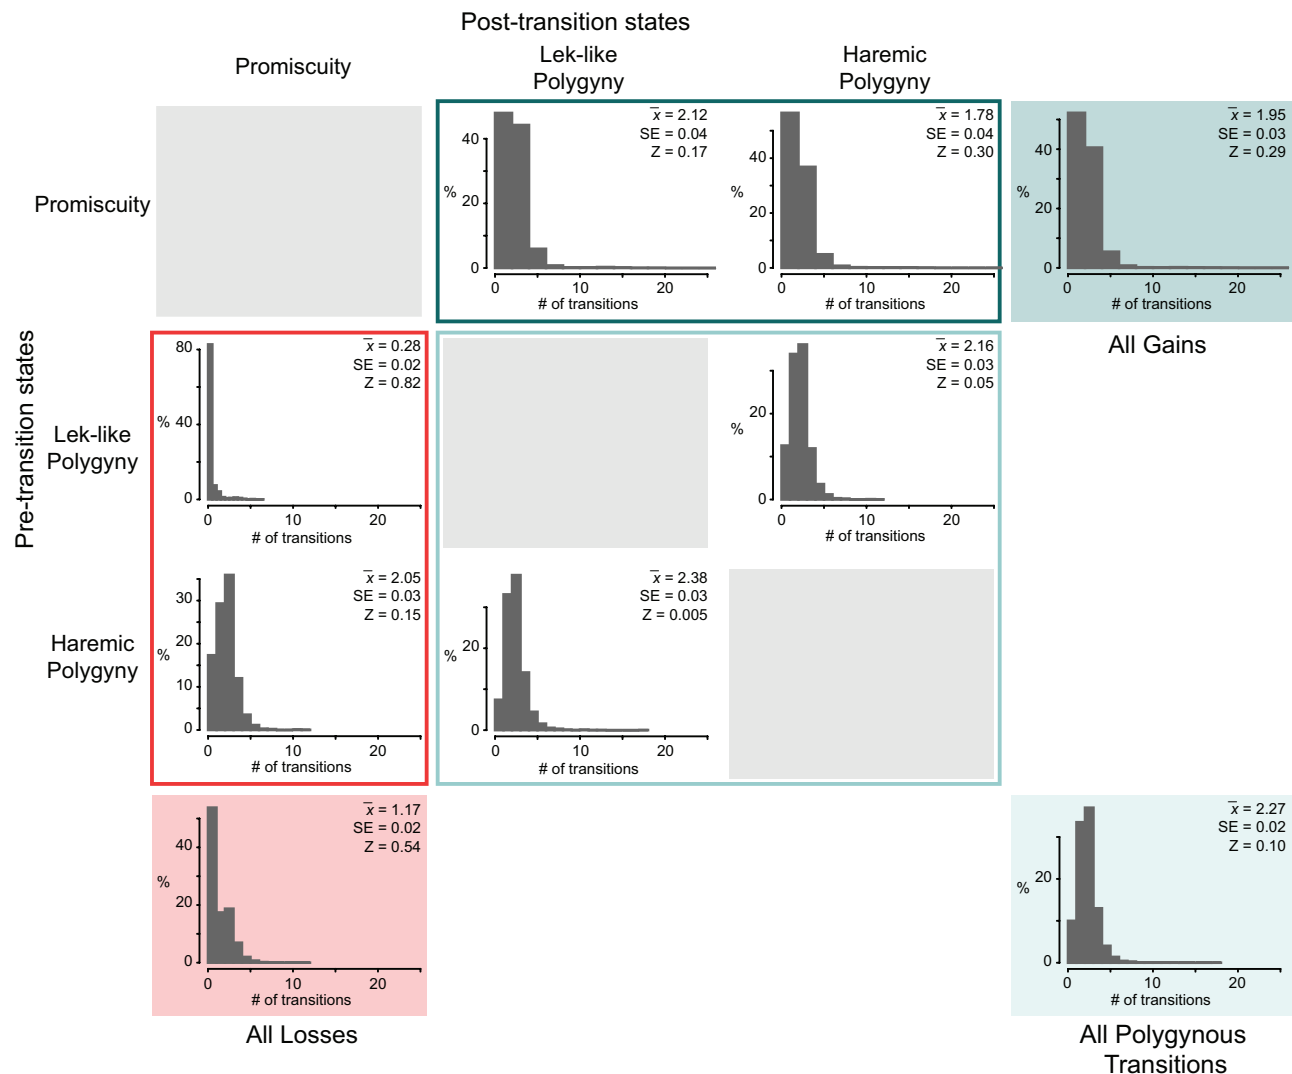 Post-transition states
Promiscuity
Lek-like
Polygyny
Haremic
Polygyny
Pre-transition states
Promiscuity
x̄ = 2.12
SE = 0.04
Z = 0.17
%
40
20
0
0 10 20
# of transitions
x̄ = 1.78
SE = 0.04
Z = 0.30
%
40
20
0
0 10 20
# of transitions
x̄ = 1.95
SE = 0.03
Z = 0.29
%
40
20
0
0 10 20
# of transitions
All Gains
Lek-like
Polygyny
x̄ = 0.28
SE = 0.02
Z = 0.82
80
% 40
0
0 10 20
# of transitions
x̄ = 2.16
SE = 0.03
Z = 0.05
20
%
0
0 10 20
# of transitions
Haremic
Polygyny
x̄ = 2.05
SE = 0.03
Z = 0.15
30
20
%
10
0
0 10 20
# of transitions
x̄ = 2.38
SE = 0.03
Z = 0.005
20
%
0
0 10 20
# of transitions
x̄ = 1.17
SE = 0.02
Z = 0.54
40
%
20
0
0 10 20
# of transitions
All Losses
x̄ = 2.27
SE = 0.02
Z = 0.10
20
%
0
0 10 20
# of transitions
All Polygynous
Transitions